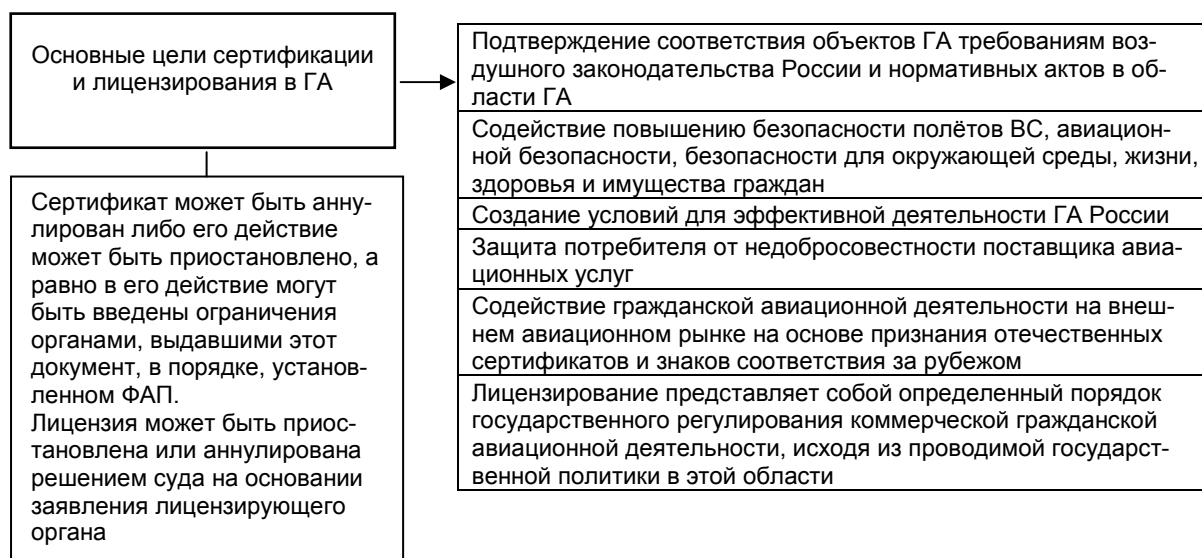 Основные цели сертификации
и лицензирования в ГА
Подтверждение соответствия объектов ГА требованиям воз-
душного законодательства России и нормативных актов в об-
ласти ГА
Содействие повышению безопасности полётов ВС, авиацион-
ной безопасности, безопасности для окружающей среды, жизни,
здоровья и имущества граждан
Создание условий для эффективной деятельности ГА России
Защита потребителя от недобросовестности поставщика авиа-
ционных услуг
Содействие гражданской авиационной деятельности на внеш-
нем авиационном рынке на основе признания отечественных
сертификатов и знаков соответствия за рубежом
Лицензирование представляет собой определенный порядок
государственного регулирования коммерческой гражданской
авиационной деятельности, исходя из проводимой государст-
венной политики в этой области
Сертификат может быть анну-
лирован либо его действие
может быть приостановлено, а
равно в его действие могут
быть введены ограничения
органами, выдавшими этот
документ, в порядке, установ-
ленном ФАП.
Лицензия может быть приос-
тановлена или аннулирована
решением суда на основании
заявления лицензирующего
органа